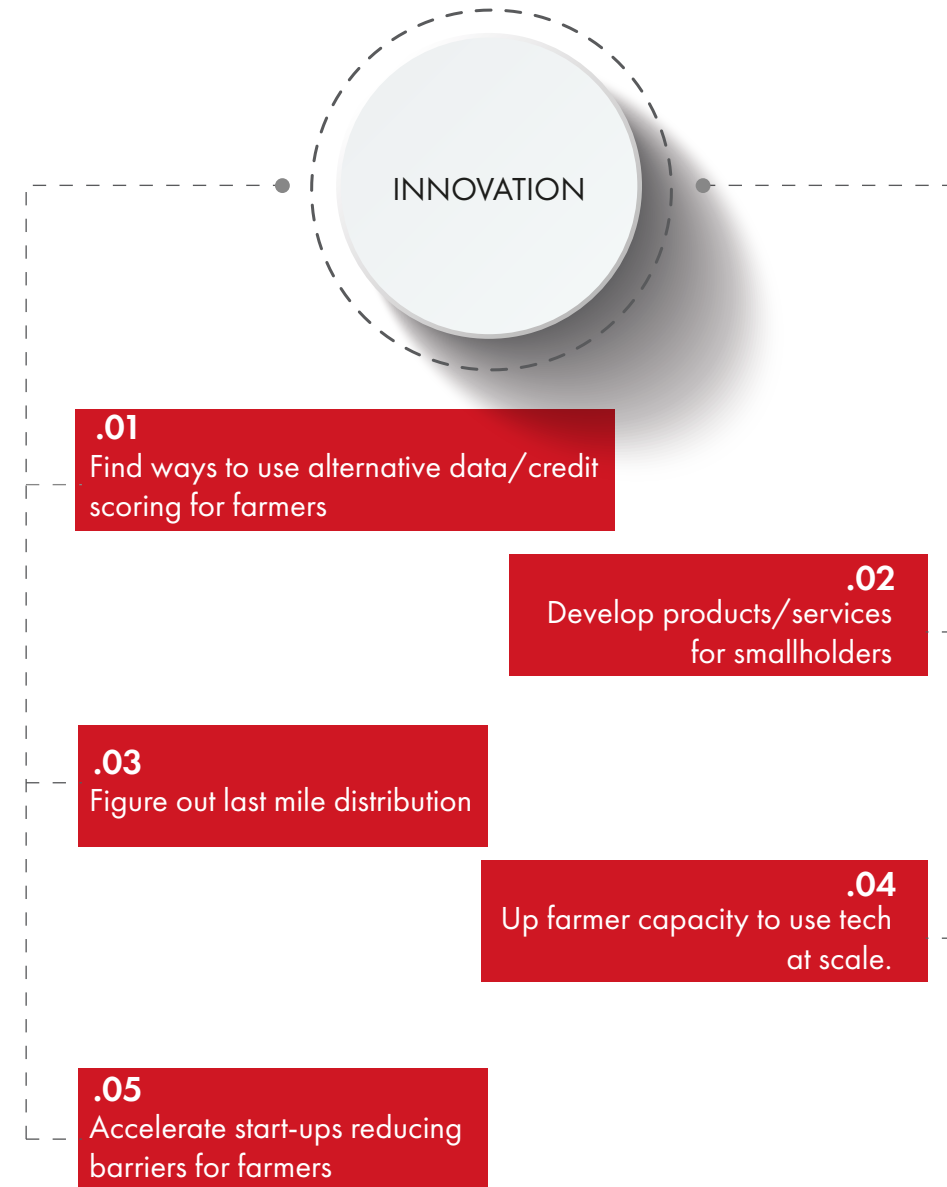 INNOVATION
.01
Find ways to use alternative data/credit
scoring for farmers
.02
Develop products/services
for smallholders
.03
Figure out last mile distribution
.04
Up farmer capacity to use tech
at scale.
.05
Accelerate start-ups reducing
barriers for farmers